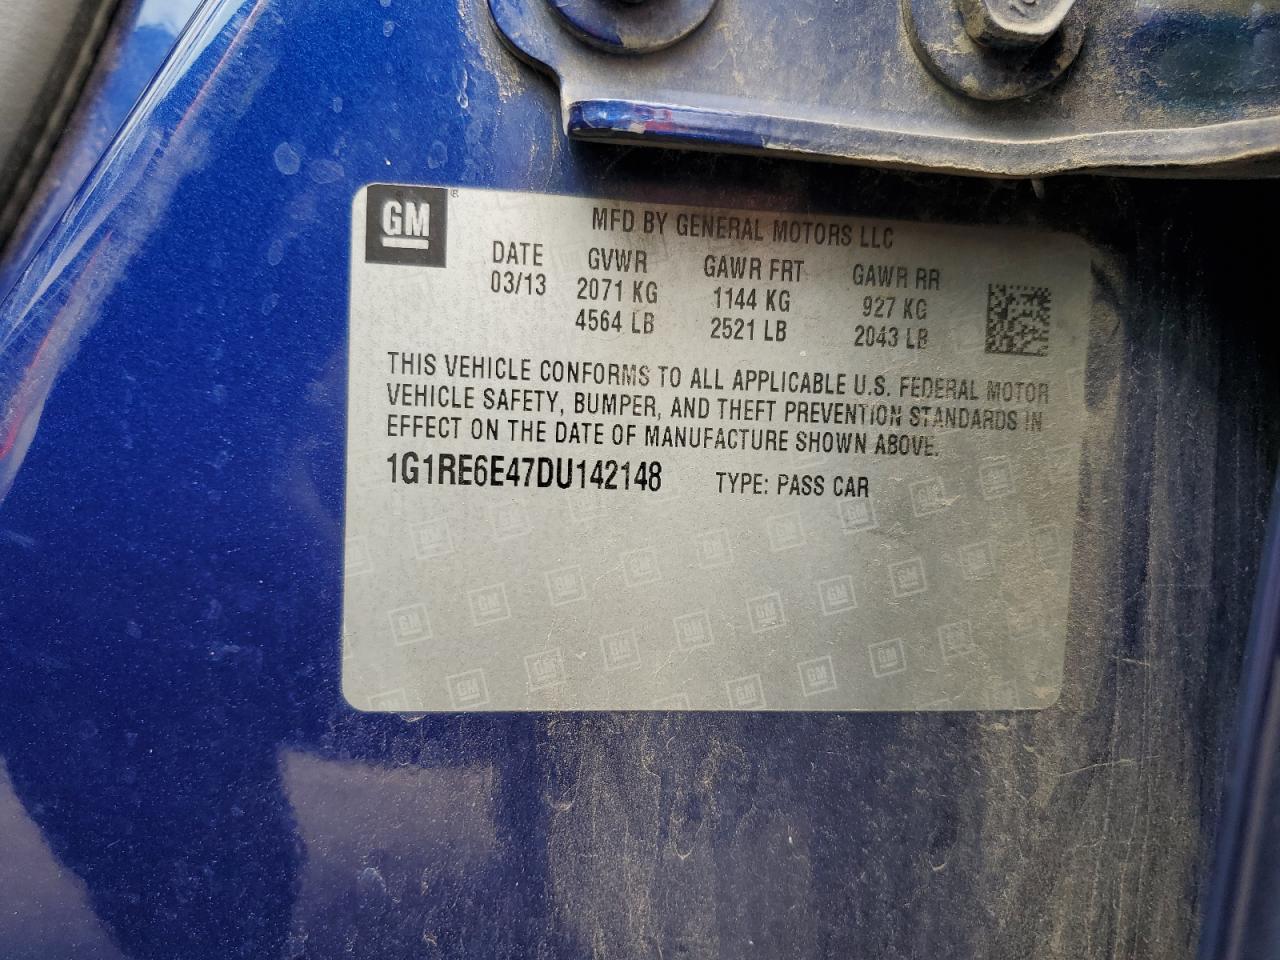 GM ®
MFD BY GENERAL MOTORS LLC
DATE GVWR GAWR FRT GAWR RR
03/13 2071 KG 1144 KG 927 KG
4564 LB 2521 LB 2043 LB
THIS VEHICLE CONFORMS TO ALL APPLICABLE U.S. FEDERAL MOTOR
VEHICLE SAFETY, BUMPER, AND THEFT PREVENTION STANDARDS IN
EFFECT ON THE DATE OF MANUFACTURE SHOWN ABOVE.
1G1RE6E47DU142148 TYPE: PASS CAR